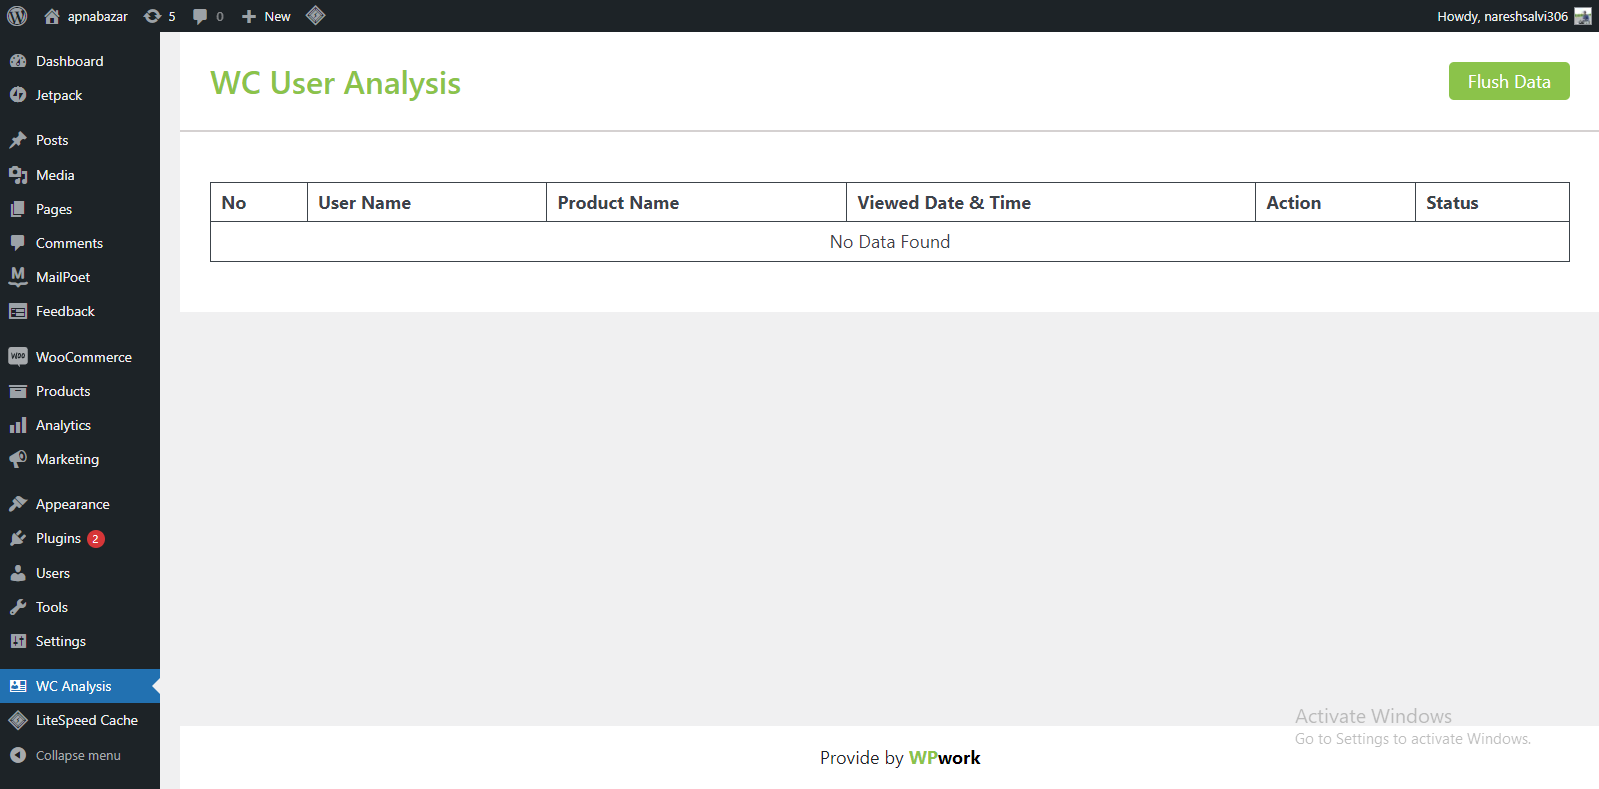 apnabazar 5 0 New Howdy, nareshsalvi306
Dashboard
Jetpack
Posts
Media
Pages
Comments
MailPoet
Feedback
WooCommerce
Products
Analytics
Marketing
Appearance
Plugins 2
Users
Tools
Settings
WC Analysis
LiteSpeed Cache
Collapse menu
WC User Analysis
Flush Data
No User Name Product Name Viewed Date & Time Action Status
No Data Found
Activate Windows
Go to Settings to activate Windows.
Provide by WPwork